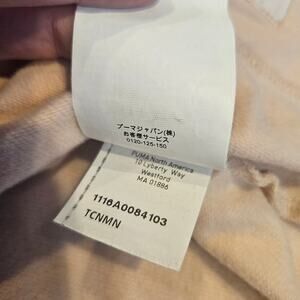 プーマジャパン(株)
お客様サービス
0120-125-150
PUMA North America
10 Lyberty Way
Westford
MA 01886
1116A0084103
TCNMN